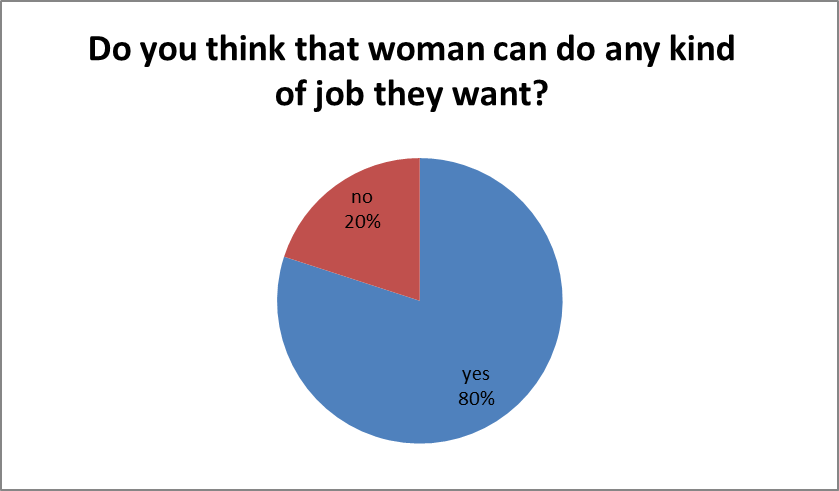 Do you think that woman can do any kind
of job they want?
no
20%
yes
80%